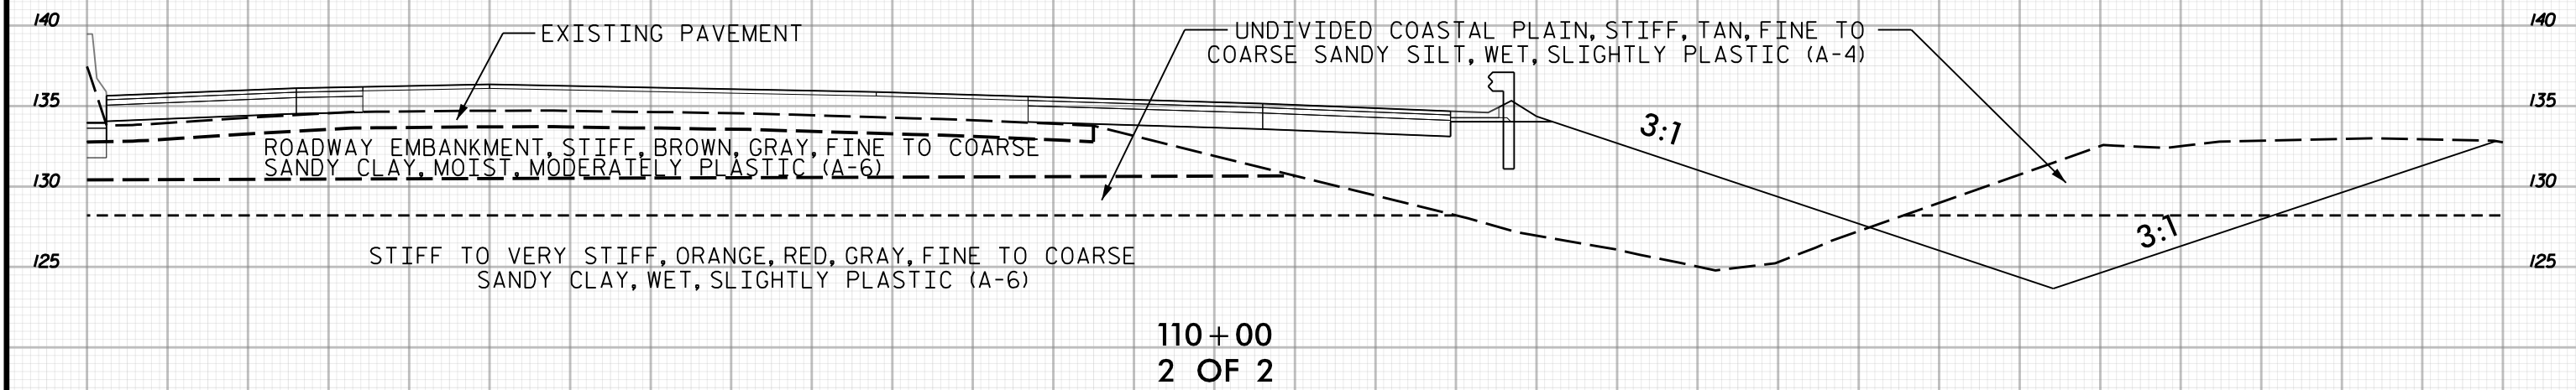 140
EXISTING PAVEMENT
UNDIVIDED COASTAL PLAIN, STIFF, TAN, FINE TO
COARSE SANDY SILT, WET, SLIGHTLY PLASTIC (A-4)
140
135
135
3:1
ROADWAY EMBANKMENT, STIFF, BROWN, GRAY, FINE TO COARSE
SANDY CLAY, MOIST, MODERATELY PLASTIC (A-6)
130
130
3:1
STIFF TO VERY STIFF, ORANGE, RED, GRAY, FINE TO COARSE
SANDY CLAY, WET, SLIGHTLY PLASTIC (A-6)
125
125
110+00
2 OF 2